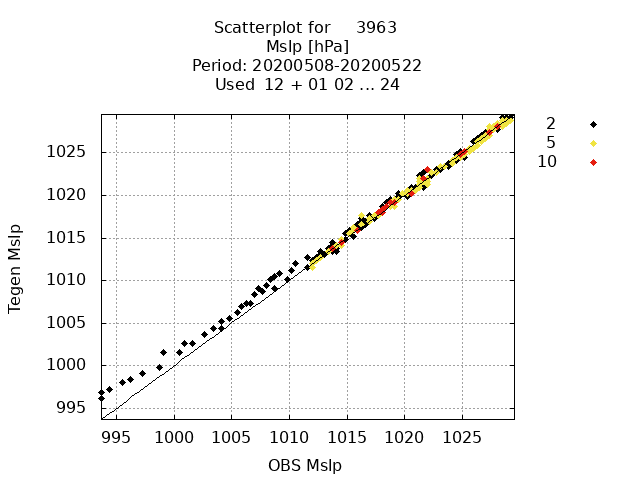 Scatterplot for 3963
Mslp [hPa]
Period: 20200508-20200522
Used 12 + 01 02 ... 24
2
5
10
Tegen Mslp
1025
1020
1015
1010
1005
1000
995
995 1000 1005 1010 1015 1020 1025
OBS Mslp